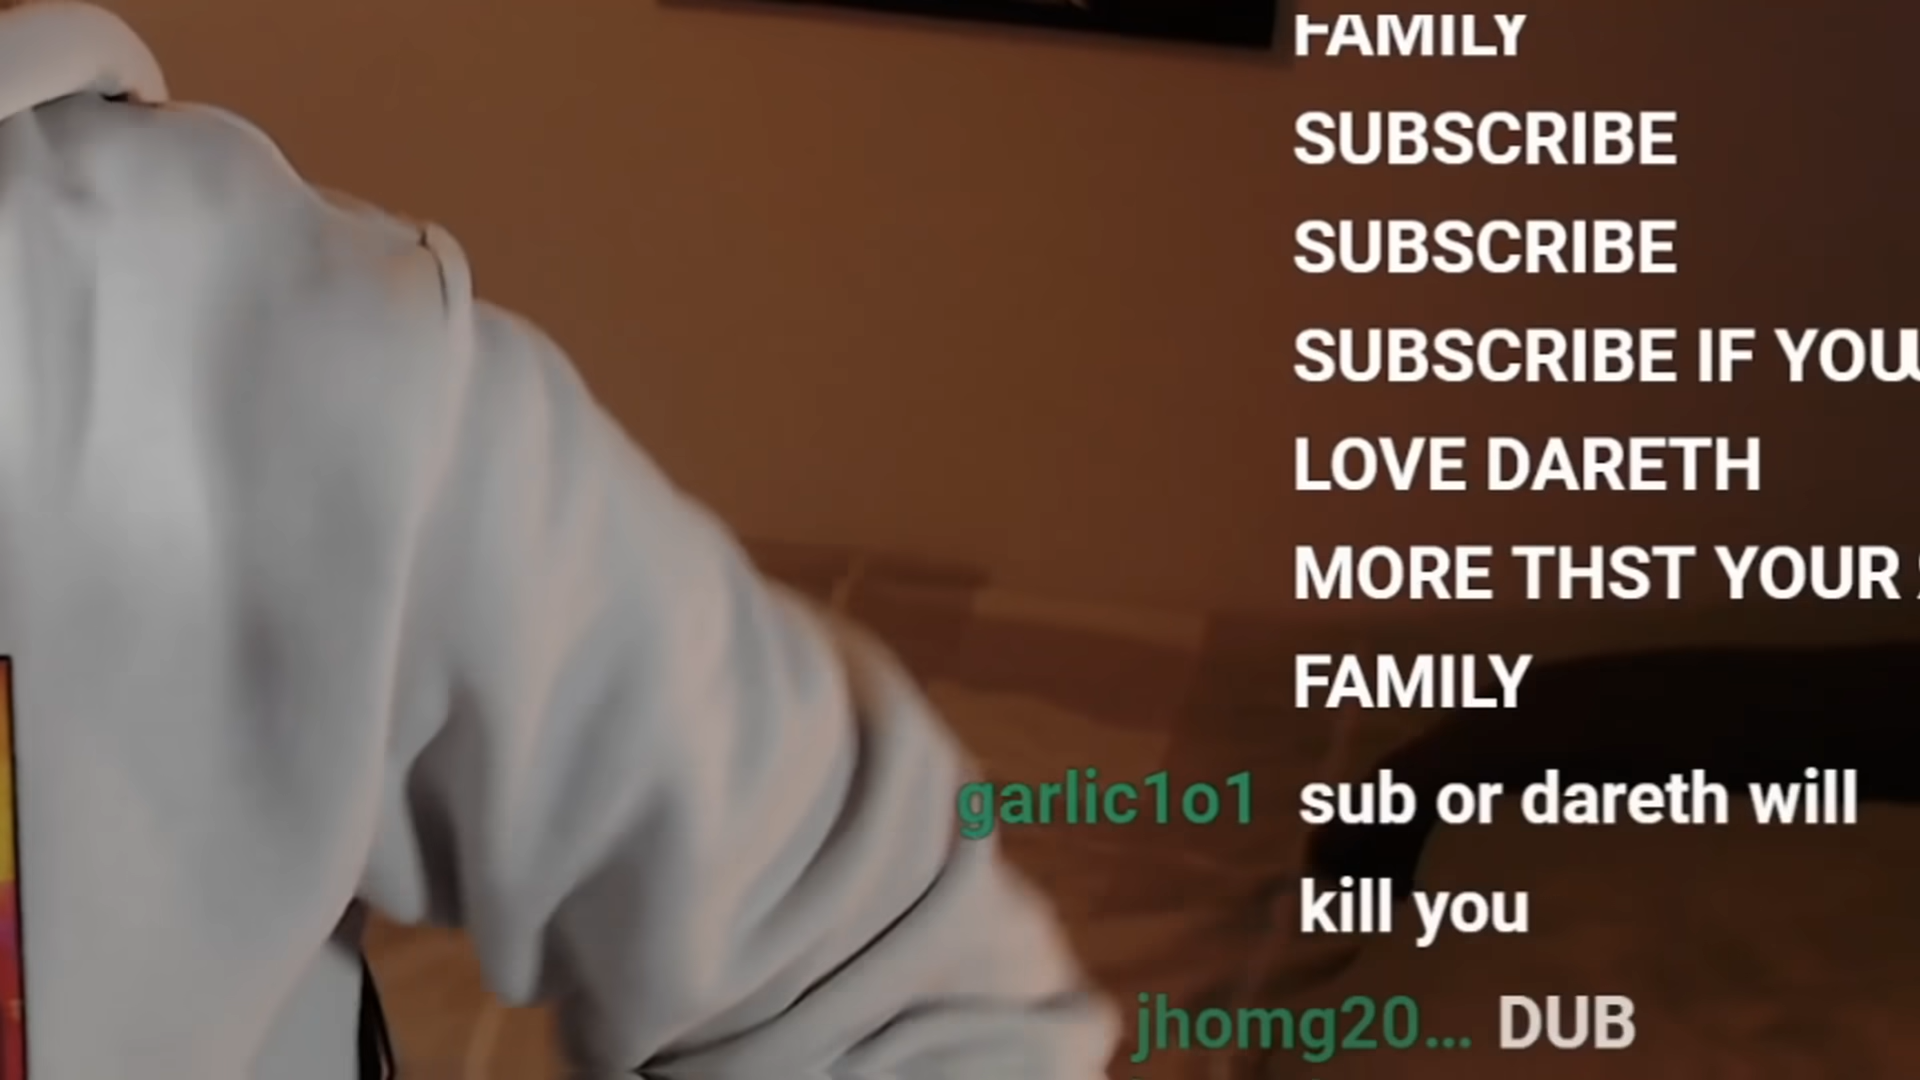 FAMILY
SUBSCRIBE
SUBSCRIBE
SUBSCRIBE IF YOU
LOVE DARETH
MORE THST YOUR
FAMILY
garlic1o1 sub or dareth will
kill you
jhomg20... DUB